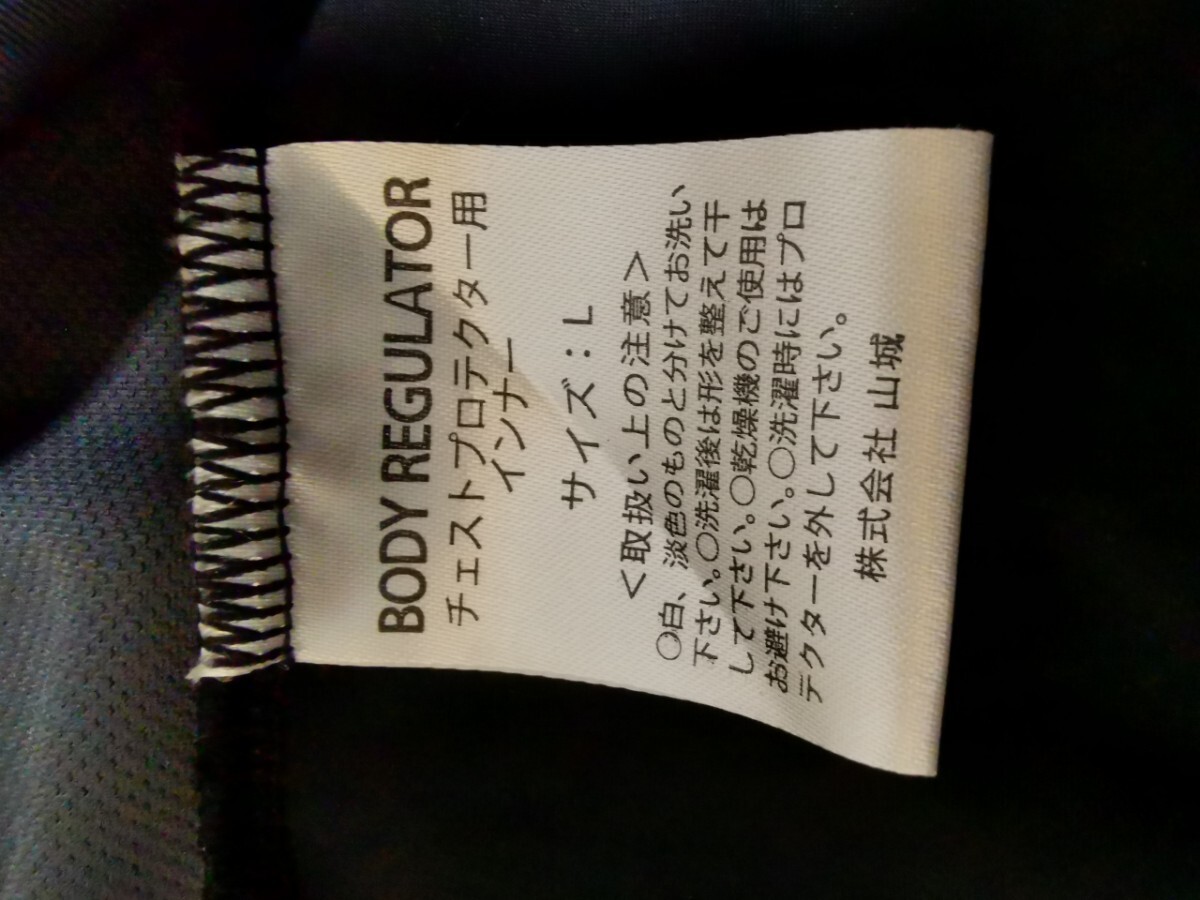 BODY REGULATOR
チェストプロテクター用
インナー
サイズ：L
＜取扱い上の注意＞
○白、淡色のものと分けてお洗い
下さい。○洗濯後は形を整えて干
して下さい。○乾燥機のご使用は
お避け下さい。○洗濯時にはプロ
テクターを外して下さい。
株式会社 山城